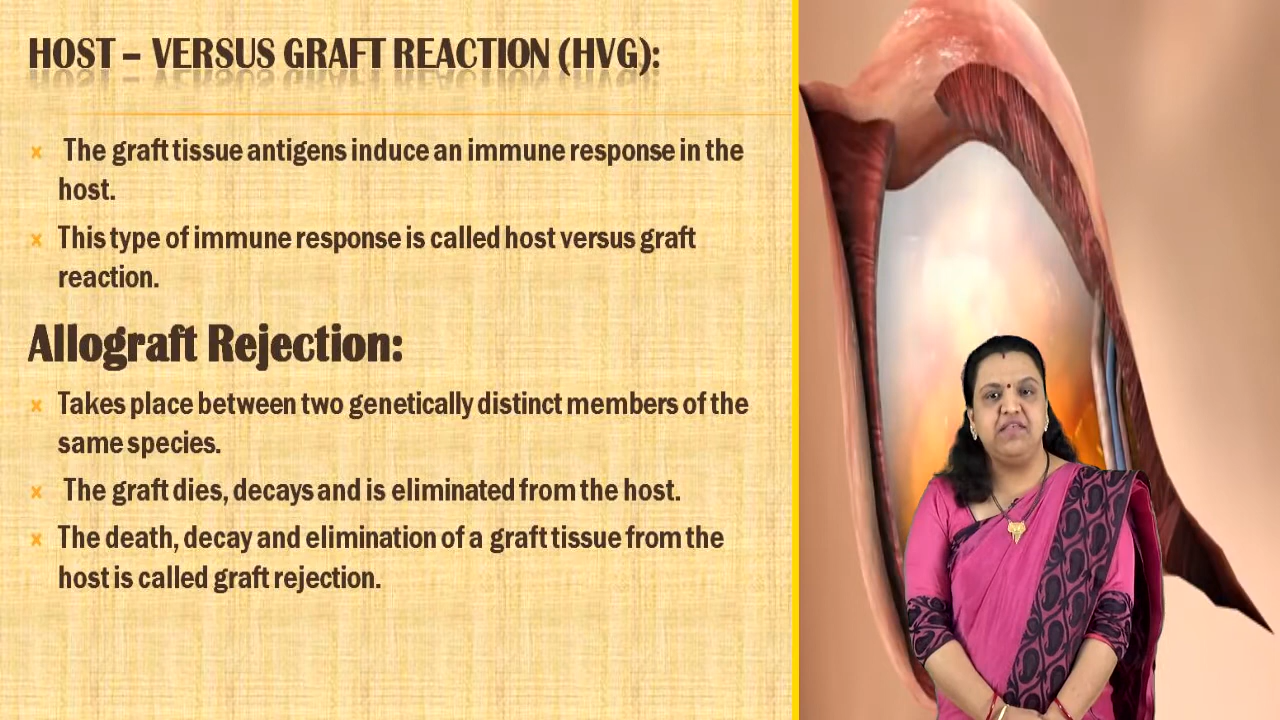 HOST – VERSUS GRAFT REACTION (HVG):
The graft tissue antigens induce an immune response in the
host.
This type of immune response is called host versus graft
reaction.
Allograft Rejection:
Takes place between two genetically distinct members of the
same species.
The graft dies, decays and is eliminated from the host.
The death, decay and elimination of a graft tissue from the
host is called graft rejection.